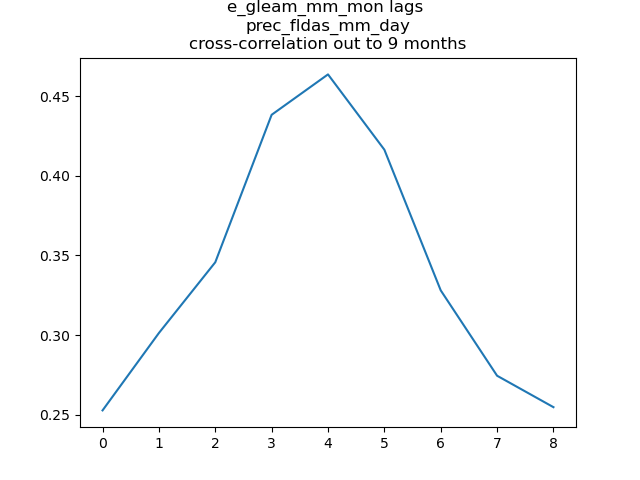 e_gleam_mm_mon lags
prec_fldas_mm_day
cross-correlation out to 9 months
0.45
0.40
0.35
0.30
0.25
0 1 2 3 4 5 6 7 8